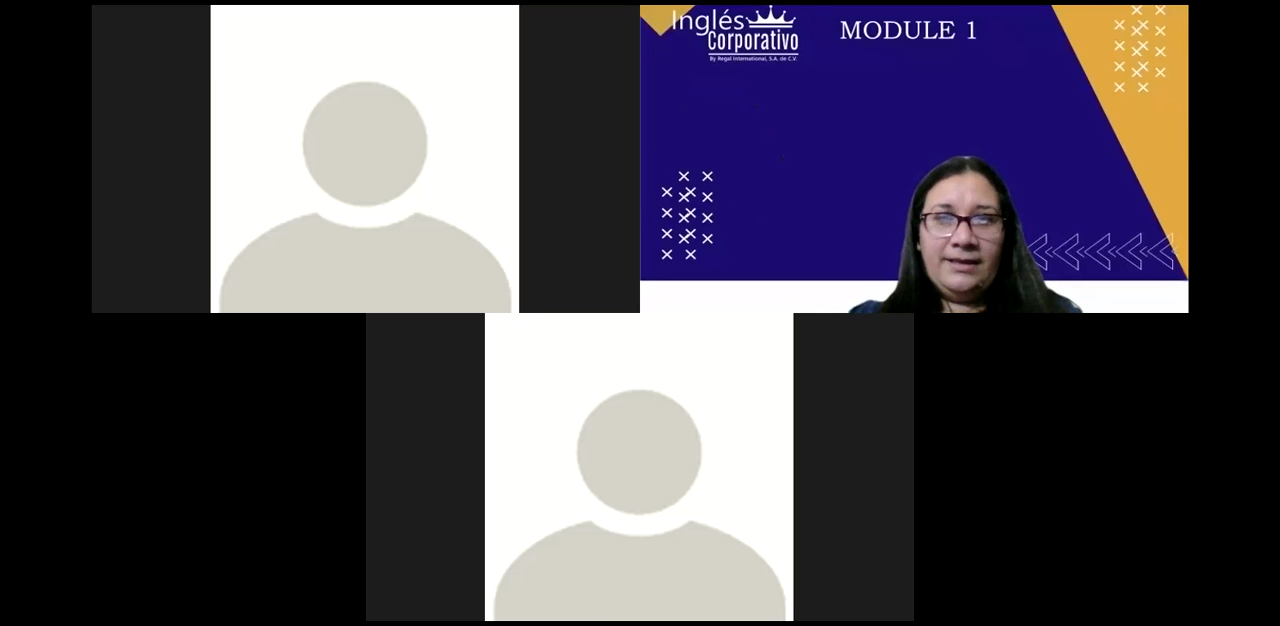 Inglés
Corporativo
By Regal International, S.A. de C.V.
MODULE 1